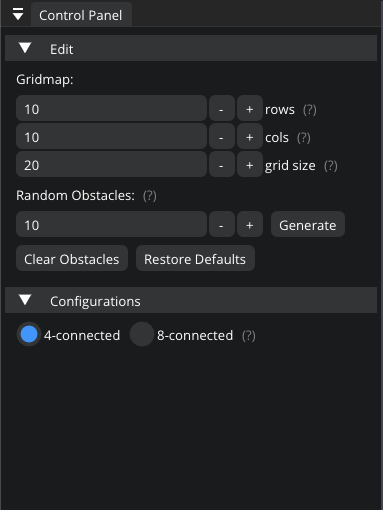 Control Panel
Edit
Gridmap:
10 - + rows (?)
10 - + cols (?)
20 - + grid size (?)
Random Obstacles: (?)
10 - + Generate
Clear Obstacles Restore Defaults
Configurations
4-connected 8-connected (?)